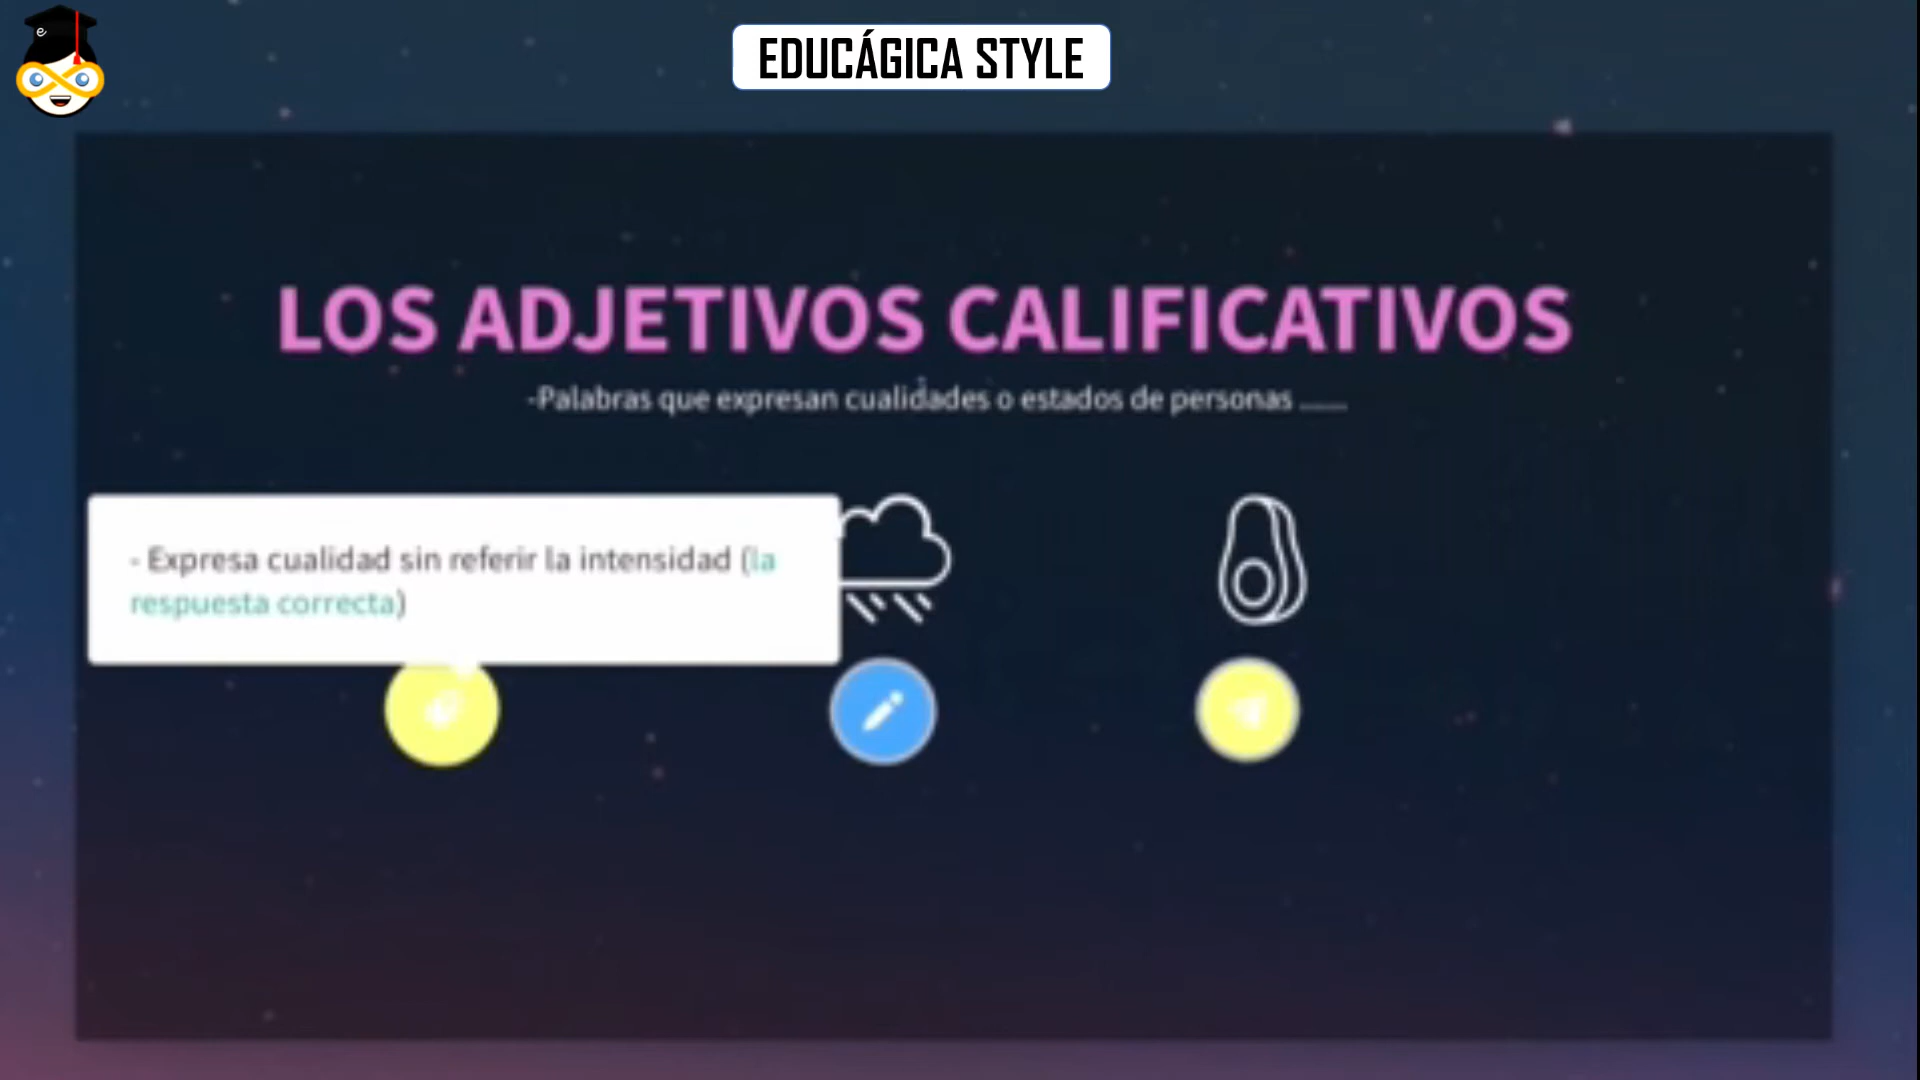 e
EDUCÁGICA STYLE
LOS ADJETIVOS CALIFICATIVOS
-Palabras que expresan cualidades o estados de personas .......
- Expresa cualidad sin referir la intensidad (la
respuesta correcta)